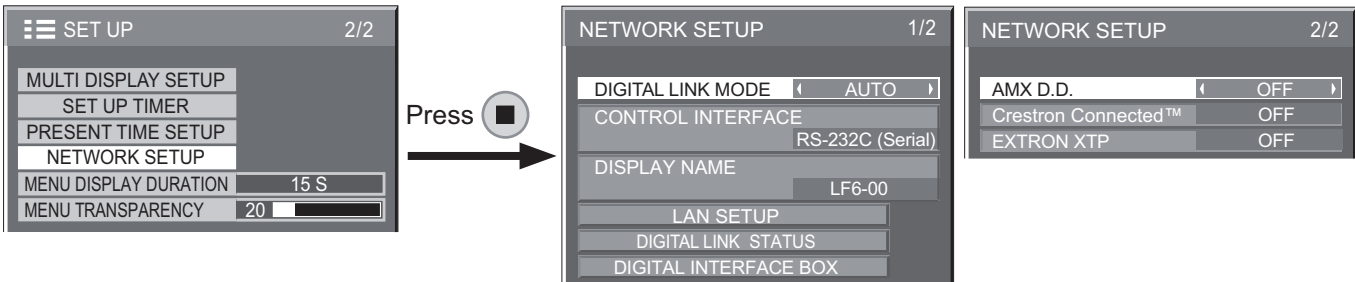 SET UP 2/2
MULTI DISPLAY SETUP
SET UP TIMER
PRESENT TIME SETUP
NETWORK SETUP
MENU DISPLAY DURATION 15 S
MENU TRANSPARENCY 20
Press
NETWORK SETUP 1/2
DIGITAL LINK MODE AUTO
CONTROL INTERFACE
RS-232C (Serial)
DISPLAY NAME
LF6-00
LAN SETUP
DIGITAL LINK STATUS
DIGITAL INTERFACE BOX
NETWORK SETUP 2/2
AMX D.D. OFF
Crestron Connected™ OFF
EXTRON XTP OFF